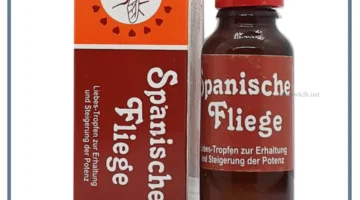 Spanische
Fliege
Liebes-Tropfen zur Erhaltung
und Steigerung der Potenz
Spanische
Fliege
Liebes-Tropfen zur Erhaltung
und Steigerung der Potenz